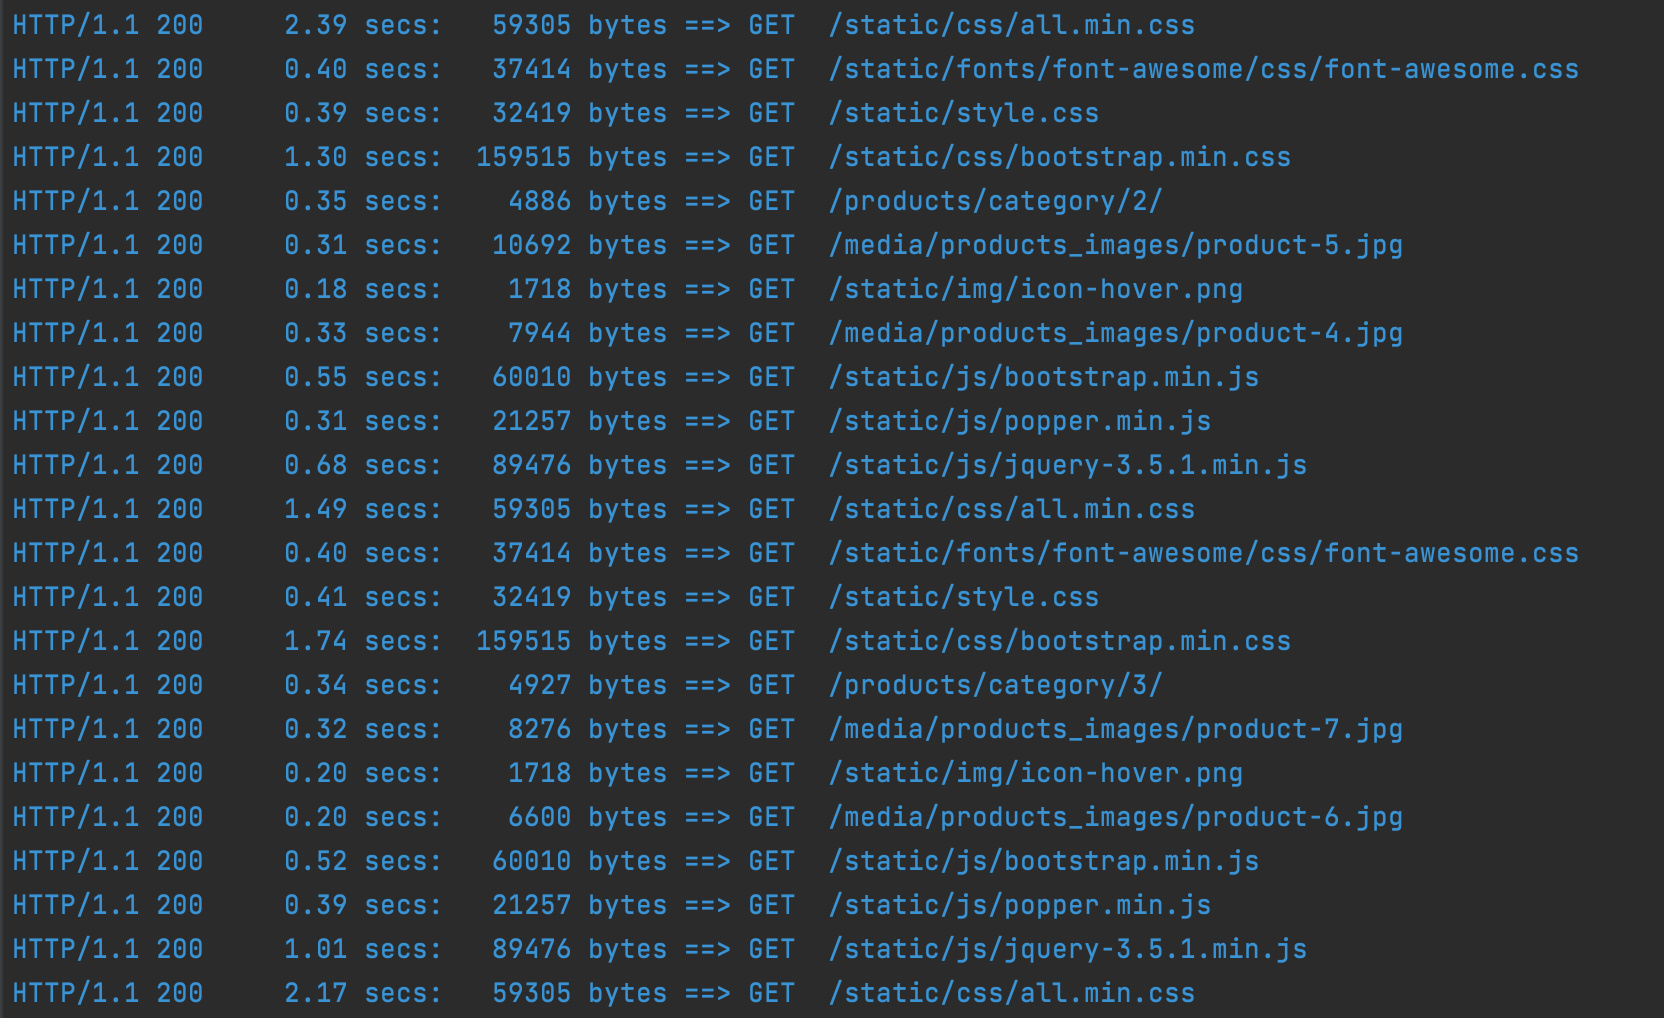 HTTP/1.1 200     2.39 secs:   59305 bytes ==> GET  /static/css/all.min.css
HTTP/1.1 200     0.40 secs:   37414 bytes ==> GET  /static/fonts/font-awesome/css/font-awesome.css
HTTP/1.1 200     0.39 secs:   32419 bytes ==> GET  /static/style.css
HTTP/1.1 200     1.30 secs:  159515 bytes ==> GET  /static/css/bootstrap.min.css
HTTP/1.1 200     0.35 secs:    4886 bytes ==> GET  /products/category/2/
HTTP/1.1 200     0.31 secs:   10692 bytes ==> GET  /media/products_images/product-5.jpg
HTTP/1.1 200     0.18 secs:    1718 bytes ==> GET  /static/img/icon-hover.png
HTTP/1.1 200     0.33 secs:    7944 bytes ==> GET  /media/products_images/product-4.jpg
HTTP/1.1 200     0.55 secs:   60010 bytes ==> GET  /static/js/bootstrap.min.js
HTTP/1.1 200     0.31 secs:   21257 bytes ==> GET  /static/js/popper.min.js
HTTP/1.1 200     0.68 secs:   89476 bytes ==> GET  /static/js/jquery-3.5.1.min.js
HTTP/1.1 200     1.49 secs:   59305 bytes ==> GET  /static/css/all.min.css
HTTP/1.1 200     0.40 secs:   37414 bytes ==> GET  /static/fonts/font-awesome/css/font-awesome.css
HTTP/1.1 200     0.41 secs:   32419 bytes ==> GET  /static/style.css
HTTP/1.1 200     1.74 secs:  159515 bytes ==> GET  /static/css/bootstrap.min.css
HTTP/1.1 200     0.34 secs:    4927 bytes ==> GET  /products/category/3/
HTTP/1.1 200     0.32 secs:    8276 bytes ==> GET  /media/products_images/product-7.jpg
HTTP/1.1 200     0.20 secs:    1718 bytes ==> GET  /static/img/icon-hover.png
HTTP/1.1 200     0.20 secs:    6600 bytes ==> GET  /media/products_images/product-6.jpg
HTTP/1.1 200     0.52 secs:   60010 bytes ==> GET  /static/js/bootstrap.min.js
HTTP/1.1 200     0.39 secs:   21257 bytes ==> GET  /static/js/popper.min.js
HTTP/1.1 200     1.01 secs:   89476 bytes ==> GET  /static/js/jquery-3.5.1.min.js
HTTP/1.1 200     2.17 secs:   59305 bytes ==> GET  /static/css/all.min.css